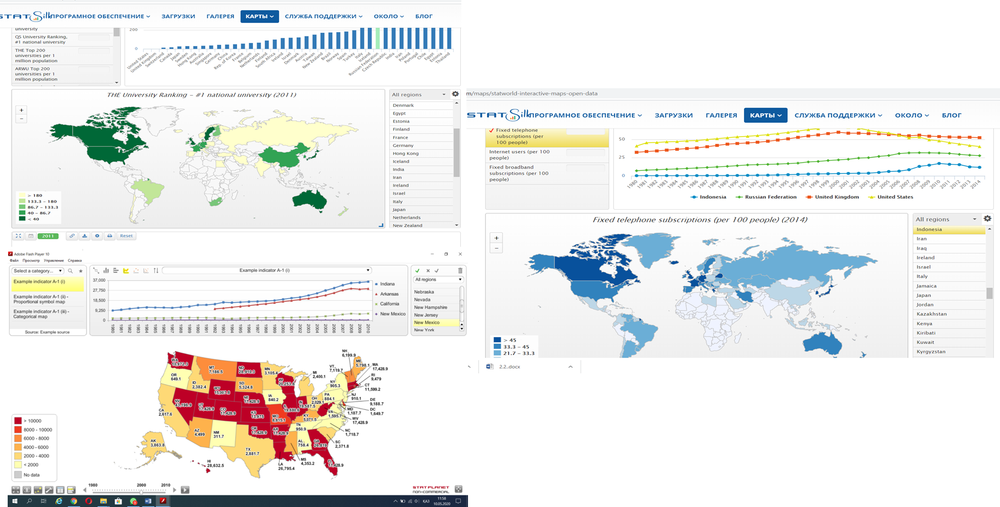 STAT Silk
ПРОГРАМНОЕ ОБЕСПЕЧЕНИЕ ЗАГРУЗКИ ГАЛЕРЕЯ КАРТЫ СЛУЖБА ПОДДЕРЖКИ ОКОЛО БЛОГ
university
QS University Ranking,
#1 national university
THE Top 200
universities per 1
million population
ARWU Top 200
universities per 1
million population
200
0
United States
United Kingdom
Switzerland
Canada
Japan
Sweden
Hong Kong
Australia
Singapore
Germany
China
Rep. of Korea
France
Belgium
Netherlands
Finland
South Africa
Ireland
Israel
Denmark
Austria
Taiwan
New Zealand
Brazil
Norway
Spain
Turkey
Italy
Iceland
Russian Federation
Czech Republic
India
Iran
Poland
Portugal
Chile
Egypt
Estonia
Thailand
THE University Ranking - #1 national university (2011)
+
−
> 180
133.3 - 180
86.7 - 133.3
40 - 86.7
< 40
All regions
Denmark
Egypt
Estonia
Finland
France
Germany
Hong Kong
Iceland
India
Iran
Ireland
Israel
Italy
Japan
Netherlands
New Zealand
2011 Reset
m/maps/statworld-interactive-maps-open-data
STAT Silk
ПРОГРАМНОЕ ОБЕСПЕЧЕНИЕ ЗАГРУЗКИ ГАЛЕРЕЯ КАРТЫ СЛУЖБА ПОДДЕРЖКИ ОКОЛО БЛОГ
Fixed telephone
subscriptions (per
100 people)
Internet users (per 100
people)
Fixed broadband
subscriptions (per 100
people)
50
25
0
1980 1981 1982 1983 1984 1985 1986 1987 1988 1989 1990 1991 1992 1993 1994 1995 1996 1997 1998 1999 2000 2001 2002 2003 2004 2005 2006 2007 2008 2009 2010 2011 2012 2013 2014
Indonesia Russian Federation United Kingdom United States
Fixed telephone subscriptions (per 100 people) (2014)
+
−
> 45
33.3 - 45
21.7 - 33.3
All regions
Indonesia
Iran
Iraq
Ireland
Israel
Italy
Jamaica
Japan
Jordan
Kazakhstan
Kenya
Kiribati
Kuwait
Kyrgyzstan
2.2..docx
Adobe Flash Player 10
Файл Просмотр Управление Справка
Select a category...
Example indicator A-1 (i)
Example indicator A-1 (ii) -
Proportional symbol map
Example indicator A-1 (iii) -
Categorical map
Source: Example source
Example indicator A-1 (i)
37,000
27,750
18,500
9,250
0
1980 1981 1982 1983 1984 1985 1986 1987 1988 1989 1990 1991 1992 1993 1994 1995 1996 1997 1998 1999 2000 2001 2002 2003 2004 2005 2006 2007 2008 2009 2010
Indiana
Arkansas
California
New Mexico
All regions
Nebraska
Nevada
New Hampshire
New Jersey
New Mexico
New York
WA
10,972.3
OR
649.1
MT
7,186.5
ID
2,382.4
ND
28,910.3
SD
5,324.8
WY
15,007.8
MN
3,105.4
WI
20,253.8
MI
2,400.1
NV
43,196.9
UT
17,428.9
CO
17,428.9
NE
17,428.9
KS
13,975
IA
840.2
IL
19,880.6
IN
19,587.5
OH
2,029.1
MO
8,815.1
KY
5,071.5
CA
2,617.6
AZ
4,499
NM
311.7
OK
17,428.9
AR
17,428.9
TN
950.9
TX
2,881.7
AL
758.4
GA
26,819
MS
4,353.2
LA
26,795.4
FL
17,428.9
SC
2,371.8
NC
1,718.7
WV
17,428.9
VA
1,595.7
MD
1,187.7
DC
1,649.7
DE
9,188.7
NJ
910.1
PA
884.1
NY
905.3
CT
11,599.2
RI
9,479
MA
17,428.9
VT
7,119.7
NH
6,199.9
ME
5,798.1
AK
3,863.8
HI
28,632.5
> 10000
8000 - 10000
6000 - 8000
4000 - 6000
2000 - 4000
< 2000
No data
1980 2000 2010
STATPLANET
NON-COMMERCIAL
КАЗ
11:58
10.05.2020